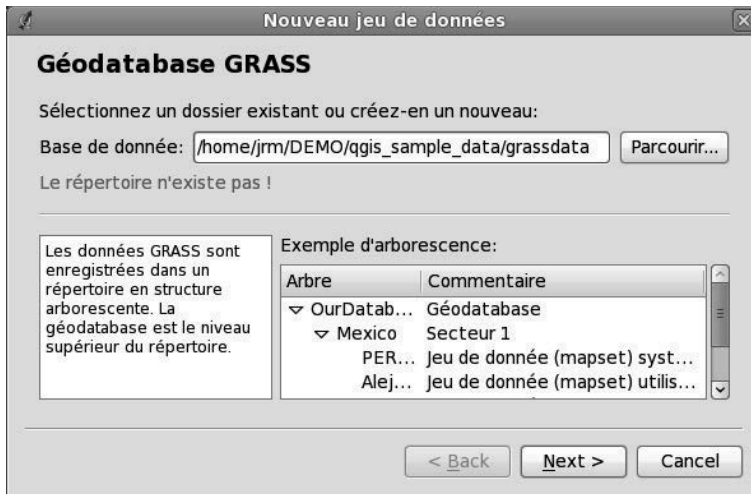 Nouveau jeu de données
Géodatabase GRASS
Sélectionnez un dossier existant ou créez-en un nouveau:
Base de donnée: /home/jrm/DEMO/qgis_sample_data/grassdata Parcourir...
Le répertoire n'existe pas !
Les données GRASS sont
enregistrées dans un
répertoire en structure
arborescente. La
géodatabase est le niveau
supérieur du répertoire.
Exemple d'arborescence:
Arbre Commentaire
OurDatab... Géodatabase
Mexico Secteur 1
PER... Jeu de donnée (mapset) syst...
Alej... Jeu de donnée (mapset) utilis...
< Back Next > Cancel